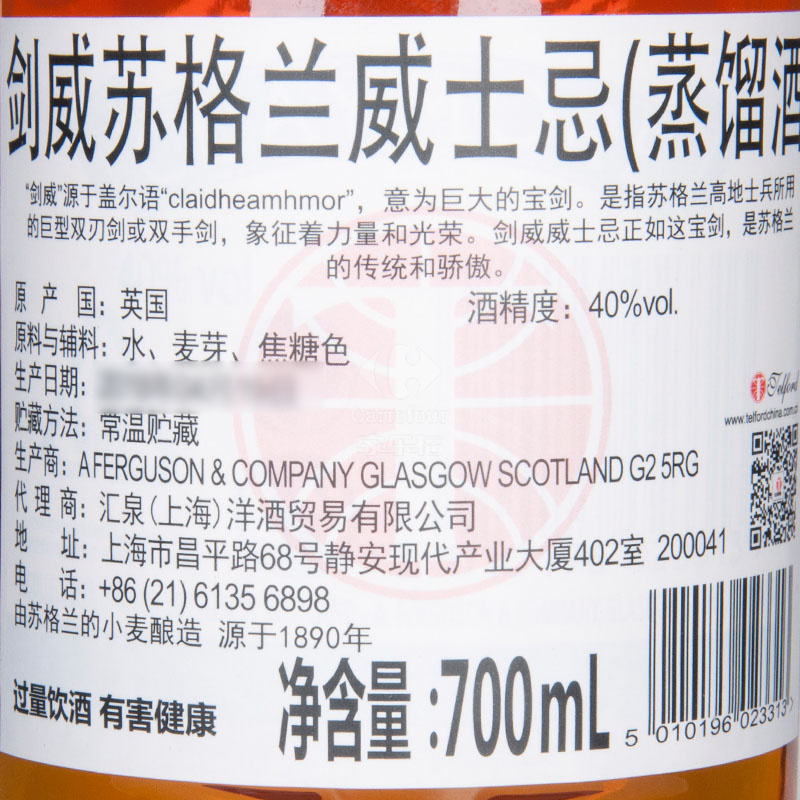 剑威苏格兰威士忌(蒸馏酒
“剑威”源于盖尔语“claidheamhmor”，意为巨大的宝剑。是指苏格兰高地士兵所用
的巨型双刃剑或双手剑，象征着力量和光荣。剑威威士忌正如这宝剑，是苏格兰
的传统和骄傲。
原 产 国：英国 酒精度：40%vol.
原料与辅料：水、麦芽、焦糖色
生产日期：
贮藏方法：常温贮藏
生产商：A FERGUSON & COMPANY GLASGOW SCOTLAND G2 5RG
代 理 商：汇泉(上海)洋酒贸易有限公司
地 址：上海市昌平路68号静安现代产业大厦402室 200041
电 话：+86 (21) 6135 6898
由苏格兰的小麦酿造 源于1890年
过量饮酒 有害健康
净含量:700mL
Telford
www.telfordchina.com.cn
5 010196 023313 >
Carrefour
家乐福